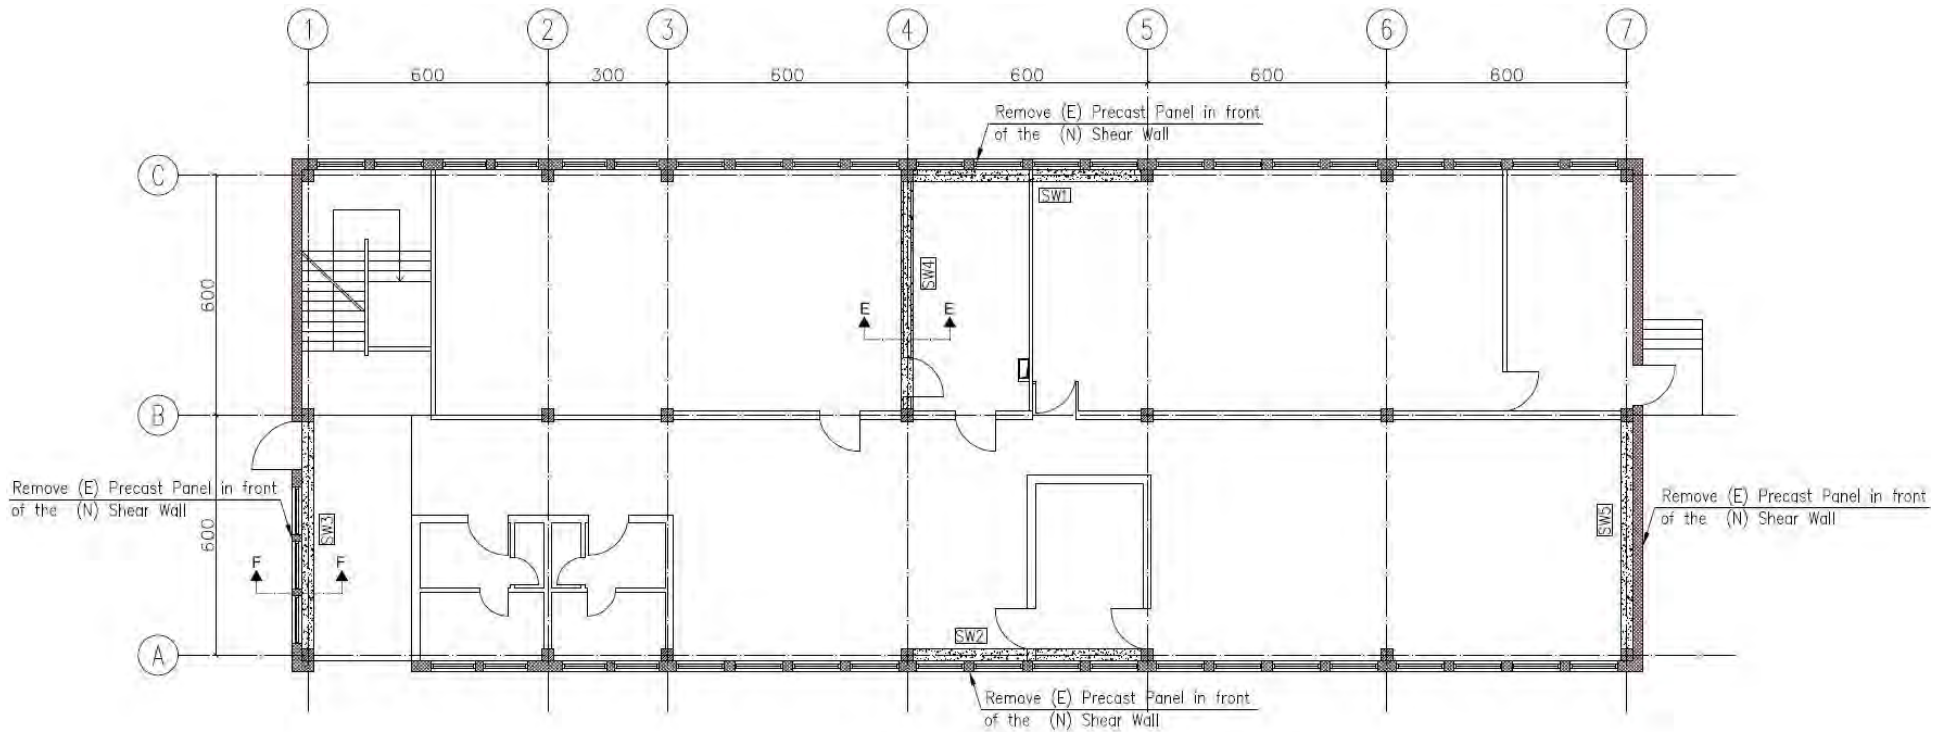 1 2 3 4 5 6 7
600 300 600 600 600 600
Remove (E) Precast Panel in front
of the (N) Shear Wall
C
SW1
SW4
600
E E
B
Remove (E) Precast Panel in front
of the (N) Shear Wall
SW3
600
F F
Remove (E) Precast Panel in front
of the (N) Shear Wall
SW5
SW2
A
Remove (E) Precast Panel in front
of the (N) Shear Wall